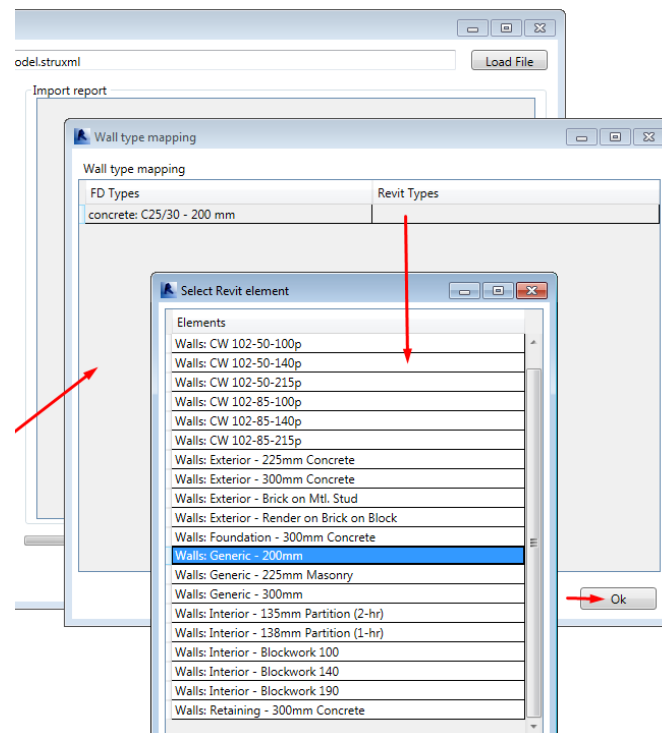 odel.struxml
Load File
Import report
Wall type mapping
Wall type mapping
FD Types Revit Types
concrete: C25/30 - 200 mm
Select Revit element
Elements
Walls: CW 102-50-100p
Walls: CW 102-50-140p
Walls: CW 102-50-215p
Walls: CW 102-85-100p
Walls: CW 102-85-140p
Walls: CW 102-85-215p
Walls: Exterior - 225mm Concrete
Walls: Exterior - 300mm Concrete
Walls: Exterior - Brick on Mtl. Stud
Walls: Exterior - Render on Brick on Block
Walls: Foundation - 300mm Concrete
Walls: Generic - 200mm
Walls: Generic - 225mm Masonry
Walls: Generic - 300mm
Walls: Interior - 135mm Partition (2-hr)
Walls: Interior - 138mm Partition (1-hr)
Walls: Interior - Blockwork 100
Walls: Interior - Blockwork 140
Walls: Interior - Blockwork 190
Walls: Retaining - 300mm Concrete
Ok